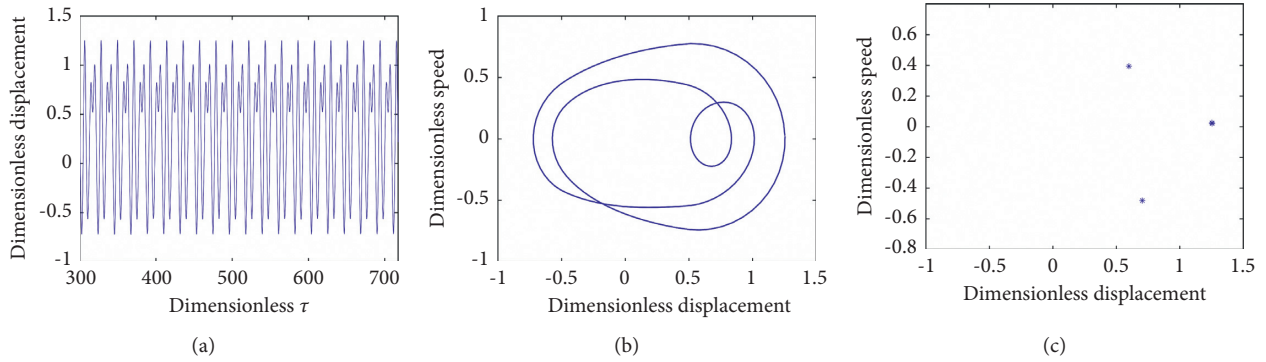 Dimensionless displacement
1.5
1
0.5
0
-0.5
-1
300 400 500 600 700
Dimensionless τ
(a)
Dimensionless speed
1
0.5
0
-0.5
-1
-1 -0.5 0 0.5 1 1.5
Dimensionless displacement
(b)
Dimensionless speed
0.6
0.4
0.2
0
-0.2
-0.4
-0.6
-0.8
-1 -0.5 0 0.5 1 1.5
Dimensionless displacement
(c)